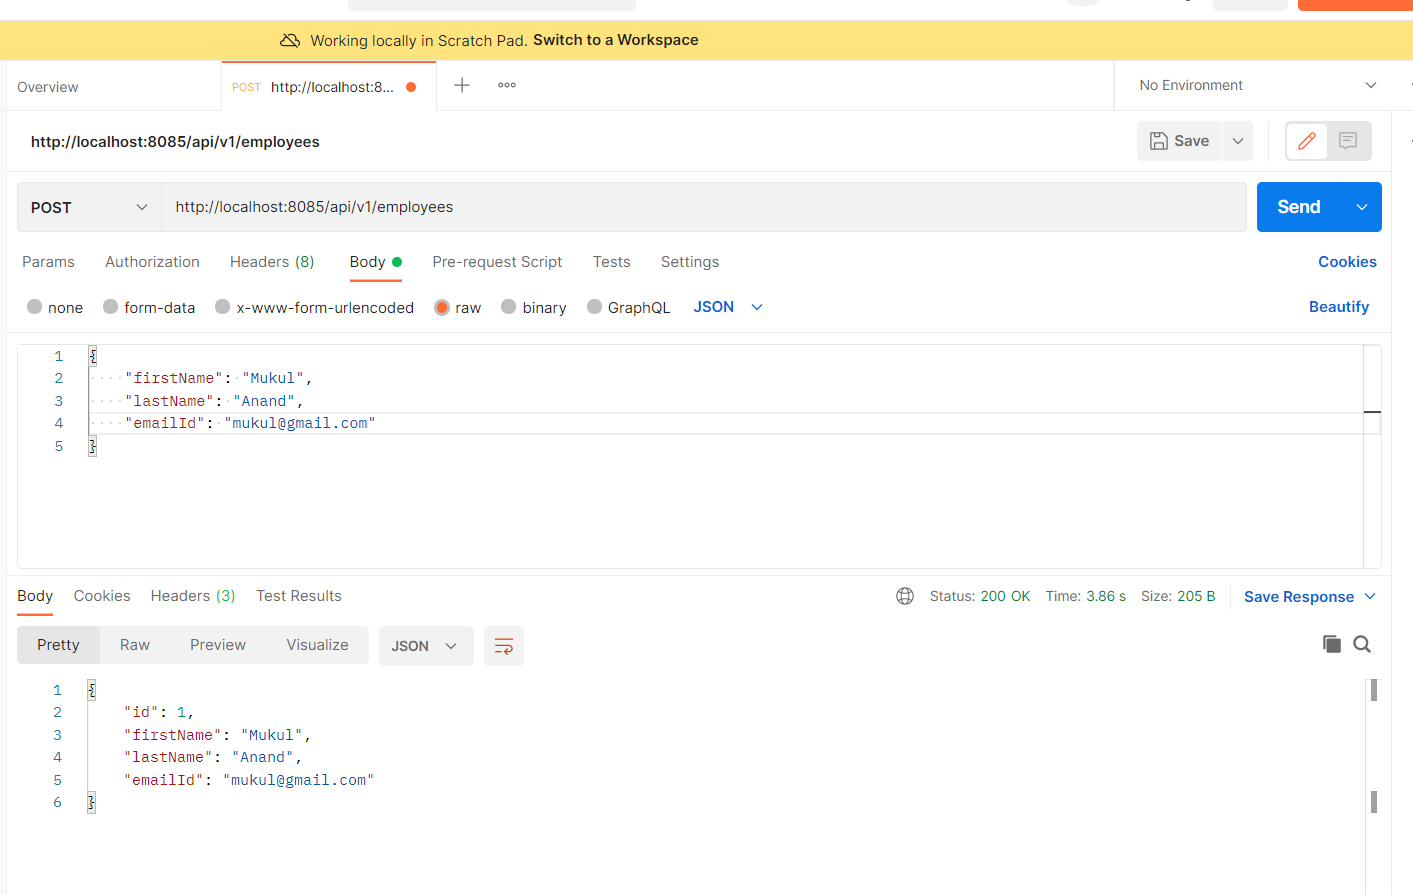 Working locally in Scratch Pad. Switch to a Workspace
Overview
POST http://localhost:8...
No Environment
http://localhost:8085/api/v1/employees
Save
POST
http://localhost:8085/api/v1/employees
Send
Params Authorization Headers (8) Body Pre-request Script Tests Settings Cookies
none form-data x-www-form-urlencoded raw binary GraphQL JSON Beautify
1 {
2 "firstName": "Mukul",
3 "lastName": "Anand",
4 "emailId": "mukul@gmail.com"
5 }
Body Cookies Headers (3) Test Results Status: 200 OK Time: 3.86 s Size: 205 B Save Response
Pretty Raw Preview Visualize JSON
1 {
2 "id": 1,
3 "firstName": "Mukul",
4 "lastName": "Anand",
5 "emailId": "mukul@gmail.com"
6 }